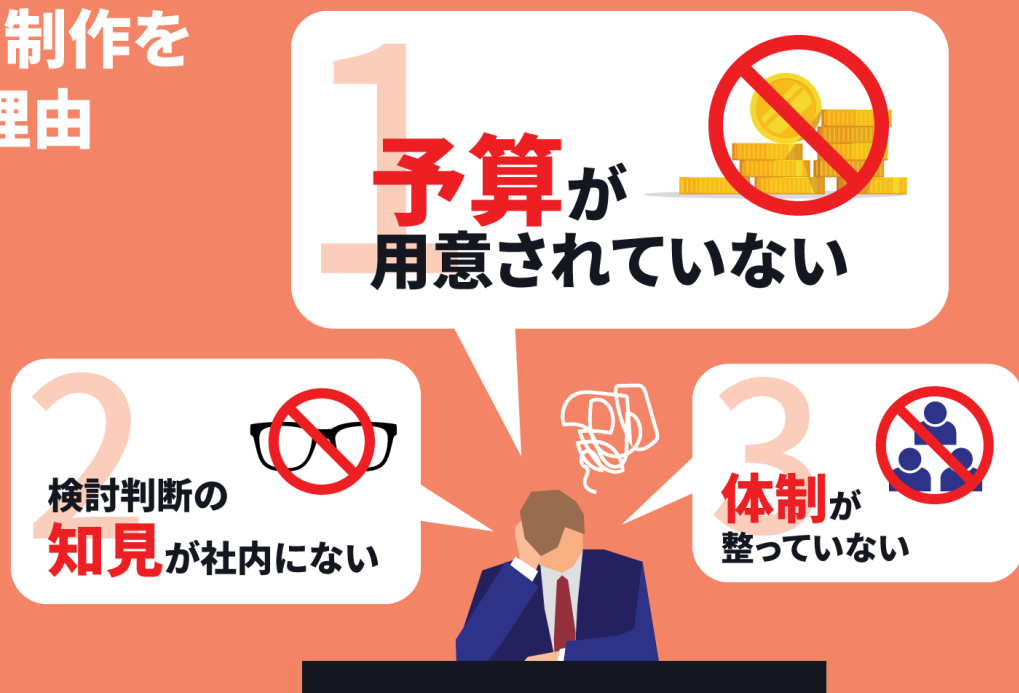 制作を
理由
1
予算が
用意されていない
2
検討判断の
知見が社内にない
3
体制が
整っていない